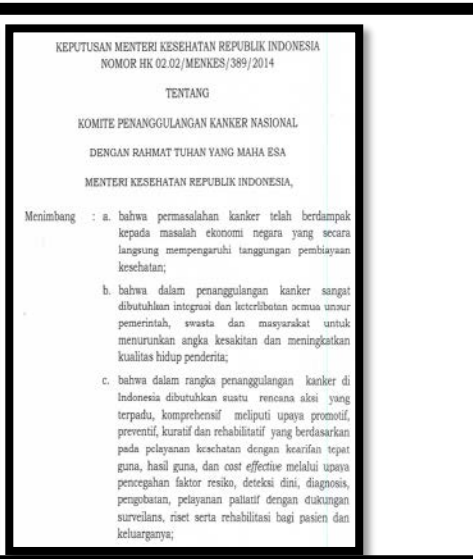 KEPUTUSAN MENTERI KESEHATAN REPUBLIK INDONESIA
NOMOR HK 02.02/MENKES/389/2014
TENTANG
KOMITE PENANGGULANGAN KANKER NASIONAL
DENGAN RAHMAT TUHAN YANG MAHA ESA
MENTERI KESEHATAN REPUBLIK INDONESIA,
Menimbang : a. bahwa permasalahan kanker telah berdampak
kepada masalah ekonomi negara yang secara
langsung mempengaruhi tanggungan pembiayaan
kesehatan;
b. bahwa dalam penanggulangan kanker sangat
dibutuhkan integrasi dan keterlibatan semua unsur
pemerintah, swasta dan masyarakat untuk
menurunkan angka kesakitan dan meningkatkan
kualitas hidup penderita;
c. bahwa dalam rangka penanggulangan kanker di
Indonesia dibutuhkan suatu rencana aksi yang
terpadu, komprehensif meliputi upaya promotif,
preventif, kuratif dan rehabilitatif yang berdasarkan
pada pelayanan kesehatan dengan kearifan tepat
guna, hasil guna, dan cost effective melalui upaya
pencegahan faktor resiko, deteksi dini, diagnosis,
pengobatan, pelayanan paliatif dengan dukungan
surveilans, riset serta rehabilitasi bagi pasien dan
keluarganya;